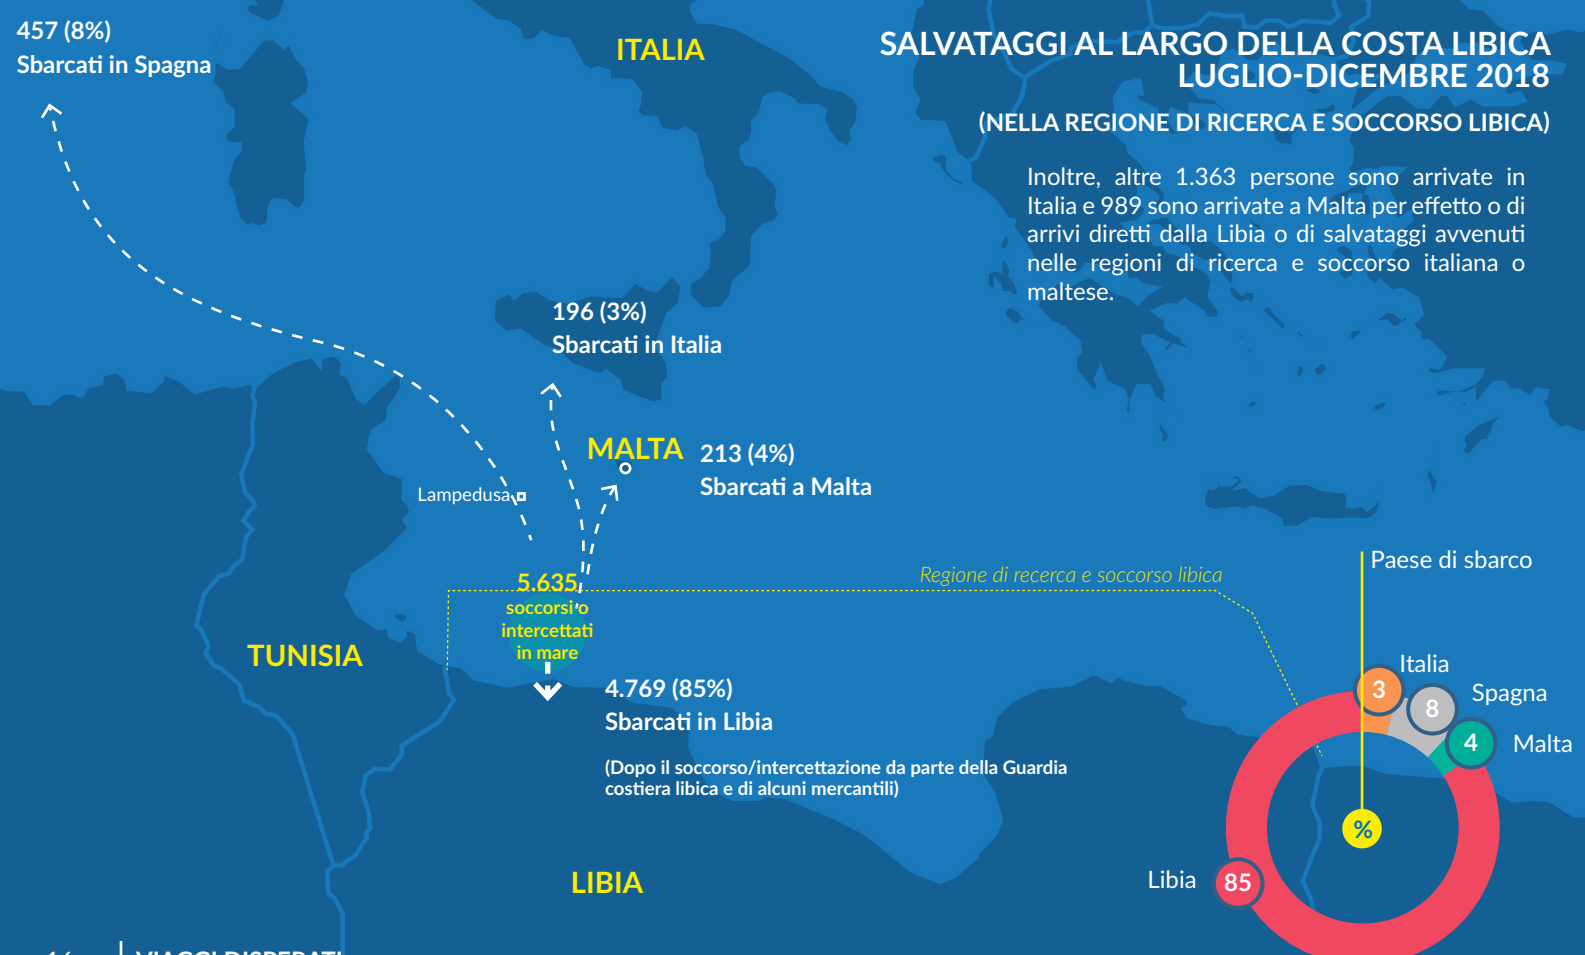 457 (8%)
Sbarcati in Spagna
ITALIA
SALVATAGGI AL LARGO DELLA COSTA LIBICA
LUGLIO-DICEMBRE 2018
(NELLA REGIONE DI RICERCA E SOCCORSO LIBICA)
Inoltre, altre 1.363 persone sono arrivate in
Italia e 989 sono arrivate a Malta per effetto o di
arrivi diretti dalla Libia o di salvataggi avvenuti
nelle regioni di ricerca e soccorso italiana o
maltese.
196 (3%)
Sbarcati in Italia
MALTA
213 (4%)
Sbarcati a Malta
Lampedusa
5.635
soccorsi o
intercettati
in mare
Regione di recerca e soccorso libica
TUNISIA
4.769 (85%)
Sbarcati in Libia
(Dopo il soccorso/intercettazione da parte della Guardia
costiera libica e di alcuni mercantili)
LIBIA
Paese di sbarco
Italia
3
Spagna
8
Malta
4
%
Libia
85
VIAGGI DISPERATI